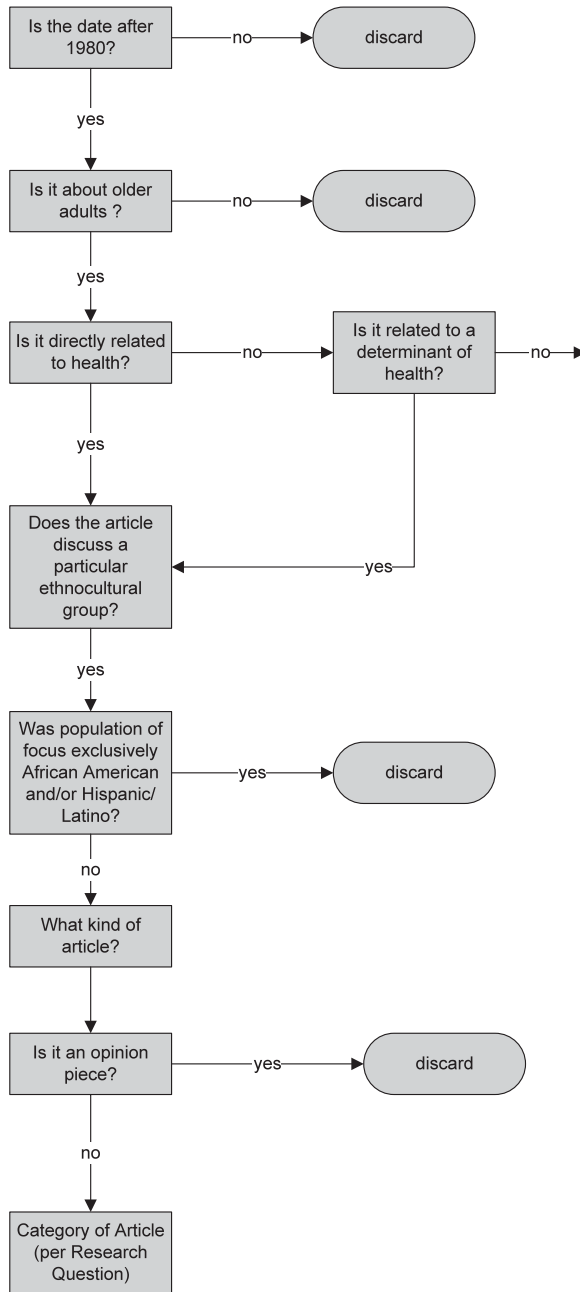 Is the date after
1980?
no
discard
yes
Is it about older
adults ?
no
discard
yes
Is it directly related
to health?
no
Is it related to a
determinant of
health?
no
yes
yes
Does the article
discuss a
particular
ethnocultural
group?
yes
Was population of
focus exclusively
African American
and/or Hispanic/
Latino?
yes
discard
no
What kind of
article?
Is it an opinion
piece?
yes
discard
no
Category of Article
(per Research
Question)